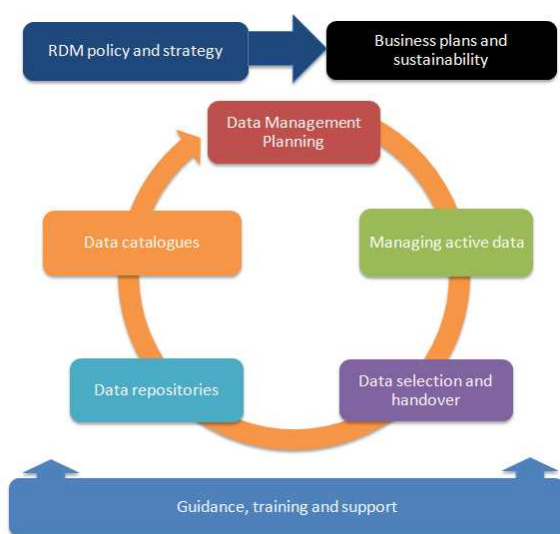 RDM policy and strategy
Business plans and
sustainability
Data Management
Planning
Data catalogues
Managing active data
Data repositories
Data selection and
handover
Guidance, training and support